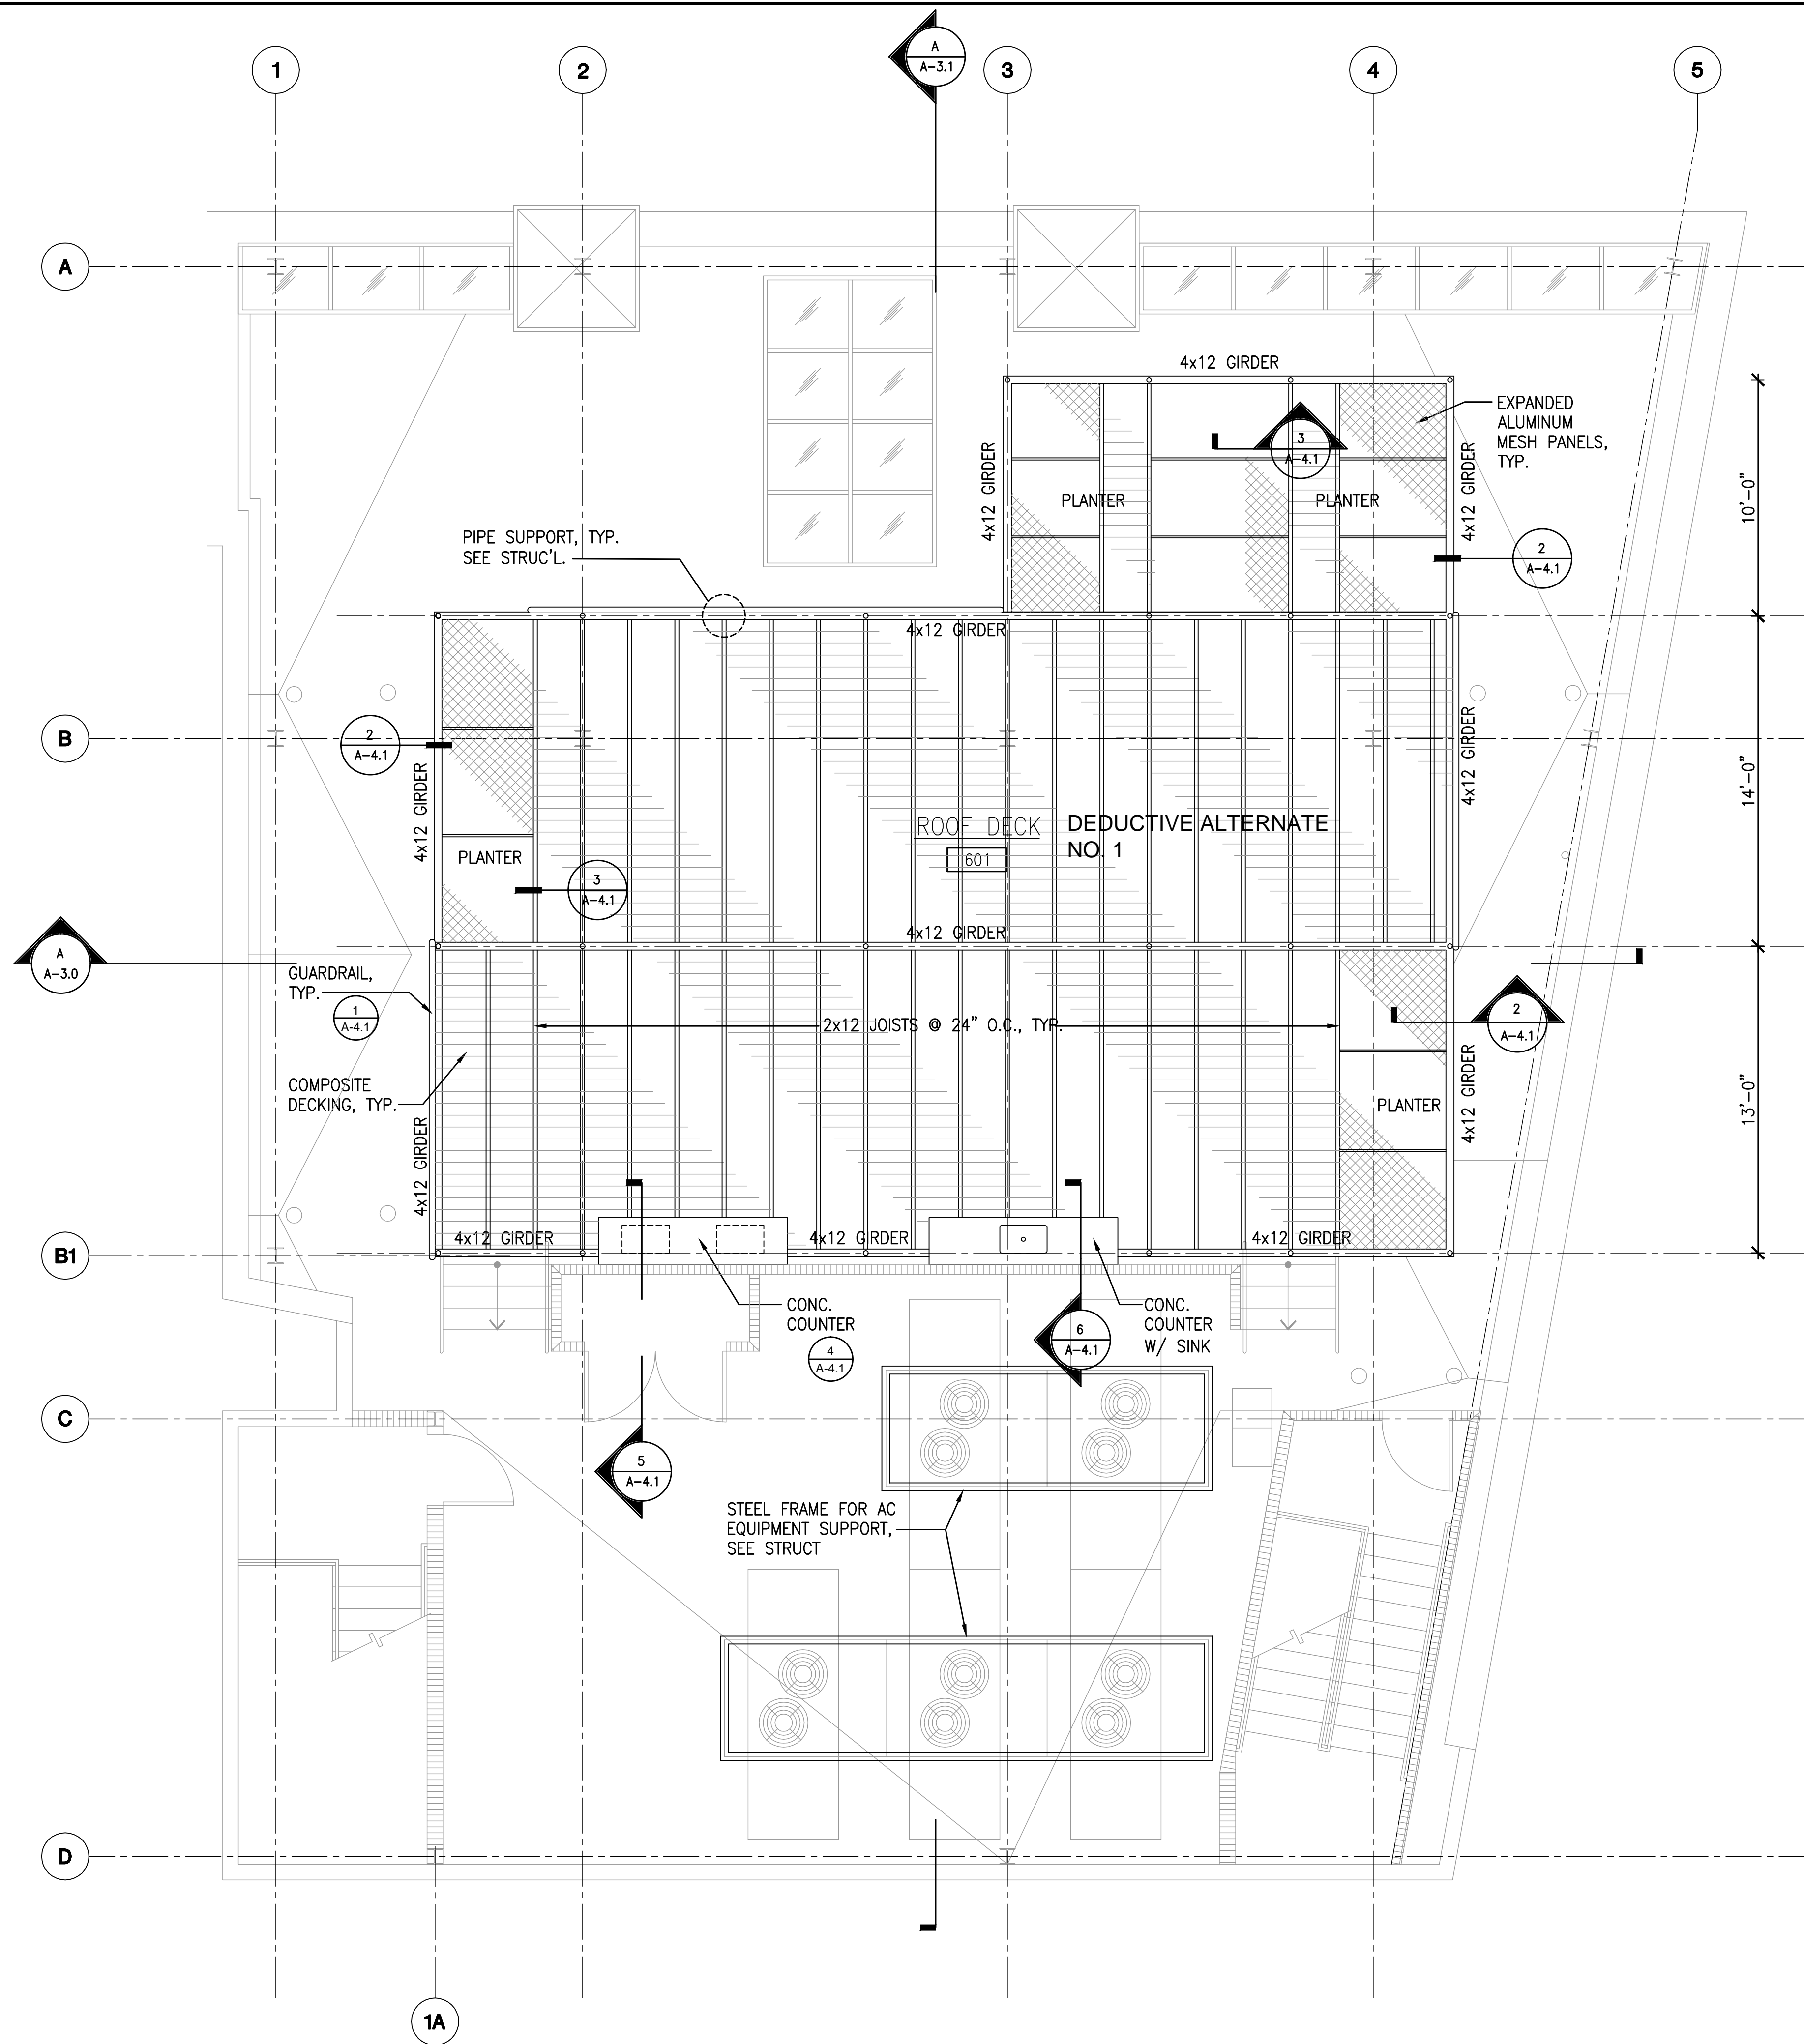 A
A-3.1
1
2
3
4
5
A
4x12 GIRDER
EXPANDED
ALUMINUM
MESH PANELS,
TYP.
3
A-4.1
4x12 GIRDER
4x12 GIRDER
10'-0"
PLANTER
PLANTER
PIPE SUPPORT, TYP.
SEE STRUC'L.
2
A-4.1
4x12 GIRDER
B
2
A-4.1
4x12 GIRDER
4x12 GIRDER
14'-0"
ROOF DECK
601
DEDUCTIVE ALTERNATE
NO. 1
PLANTER
3
A-4.1
4x12 GIRDER
A
A-3.0
GUARDRAIL,
TYP.
1
A-4.1
2x12 JOISTS @ 24" O.C., TYP.
2
A-4.1
COMPOSITE
DECKING, TYP.
4x12 GIRDER
PLANTER
4x12 GIRDER
13'-0"
4x12 GIRDER
4x12 GIRDER
4x12 GIRDER
B1
CONC.
COUNTER
4
A-4.1
6
A-4.1
CONC.
COUNTER
W/ SINK
C
5
A-4.1
STEEL FRAME FOR AC
EQUIPMENT SUPPORT,
SEE STRUCT
D
1A